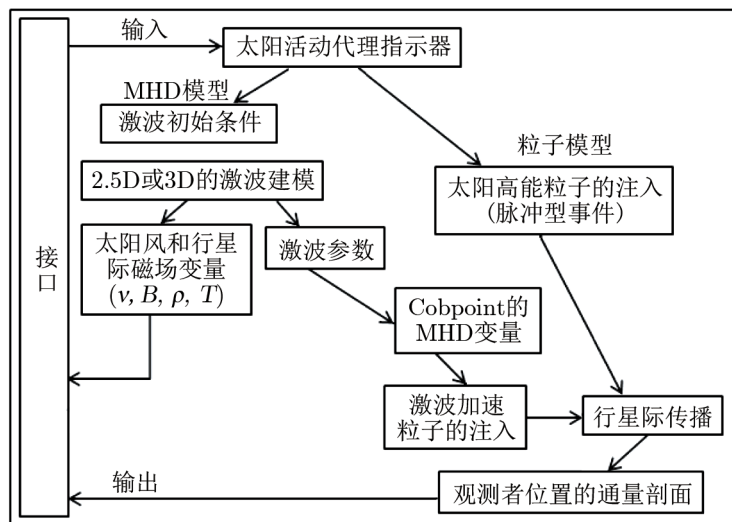 输入
太阳活动代理指示器
MHD模型
激波初始条件
粒子模型
2.5D或3D的激波建模
太阳高能粒子的注入
(脉冲型事件)
接口
太阳风和行星
际磁场变量
(v, B, ρ, T)
激波参数
Cobpoint的
MHD变量
激波加速
粒子的注入
行星际传播
输出
观测者位置的通量剖面